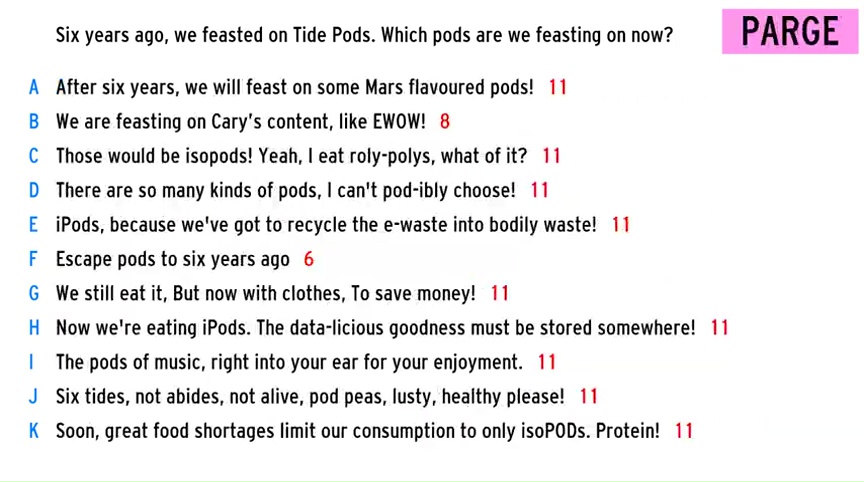 Six years ago, we feasted on Tide Pods. Which pods are we feasting on now?
PARGE
A After six years, we will feast on some Mars flavoured pods! 11
B We are feasting on Cary's content, like EWOW! 8
C Those would be isopods! Yeah, I eat roly-polys, what of it? 11
D There are so many kinds of pods, I can't pod-ibly choose! 11
E iPods, because we've got to recycle the e-waste into bodily waste! 11
F Escape pods to six years ago 6
G We still eat it, But now with clothes, To save money! 11
H Now we're eating iPods. The data-licious goodness must be stored somewhere! 11
I The pods of music, right into your ear for your enjoyment. 11
J Six tides, not abides, not alive, pod peas, lusty, healthy please! 11
K Soon, great food shortages limit our consumption to only isoPODs. Protein! 11